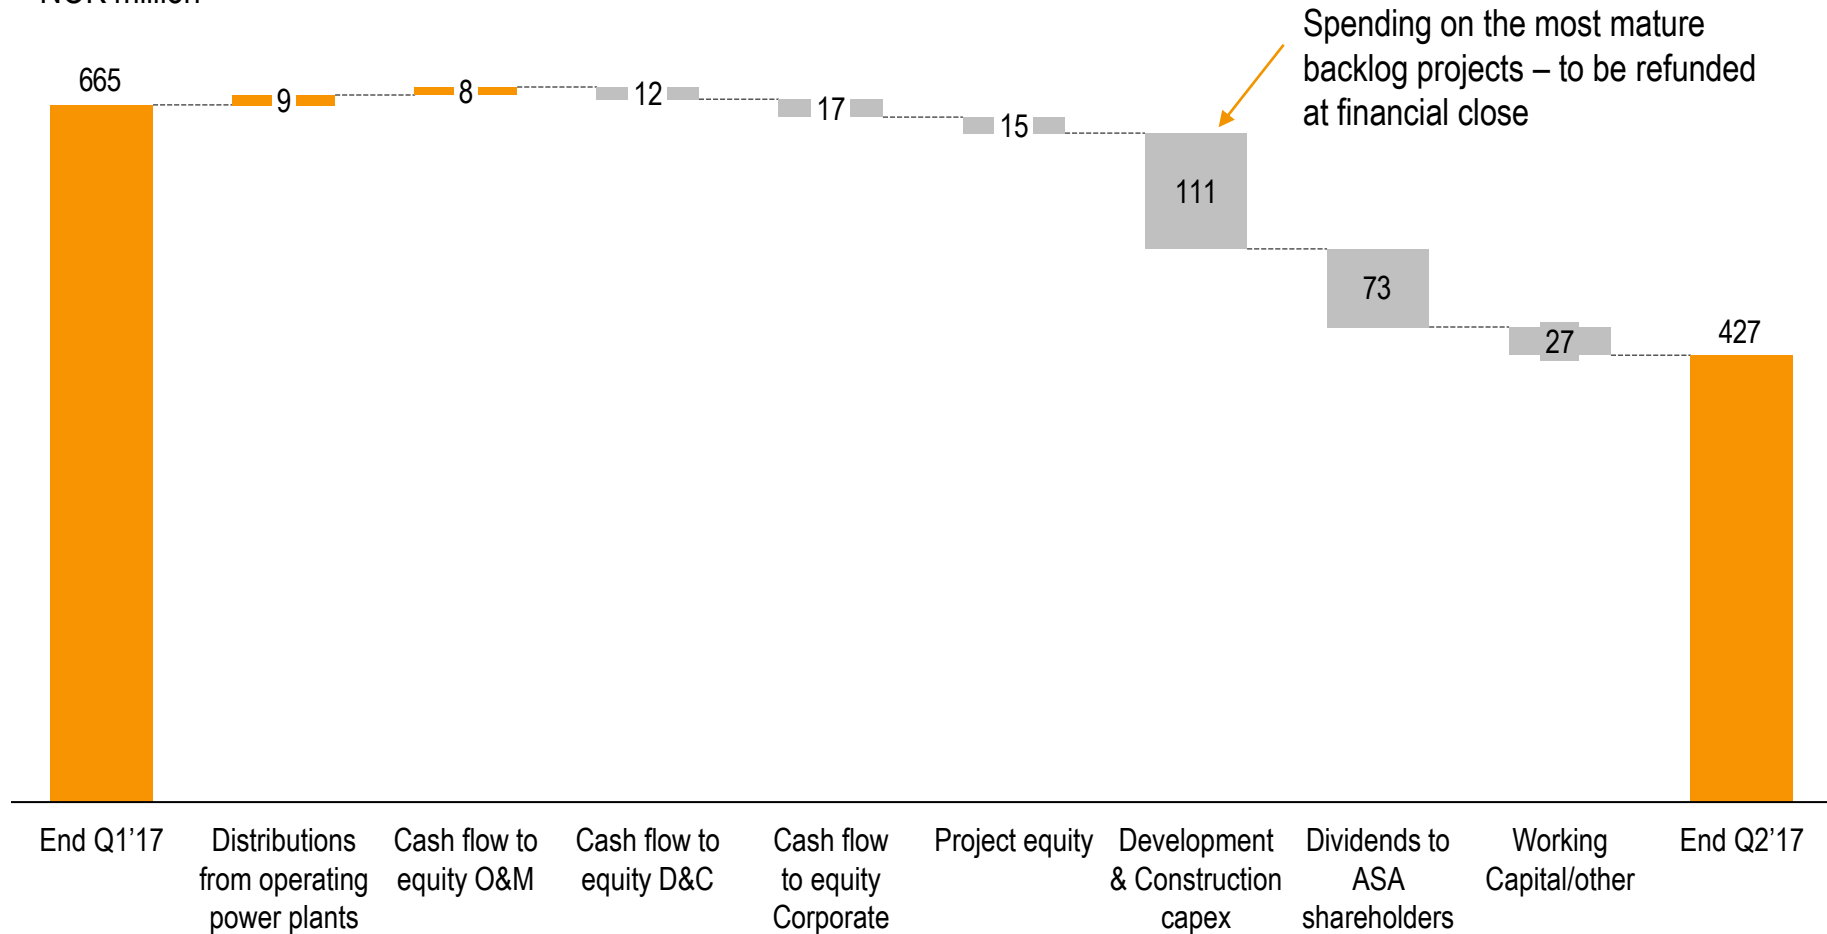 NOK million
Spending on the most mature
backlog projects – to be refunded
at financial close
665
9
8
12
17
15
111
73
27
427
End Q1’17
Distributions
from operating
power plants
Cash flow to
equity O&M
Cash flow to
equity D&C
Cash flow
to equity
Corporate
Project equity
Development
& Construction
capex
Dividends to
ASA
shareholders
Working
Capital/other
End Q2’17